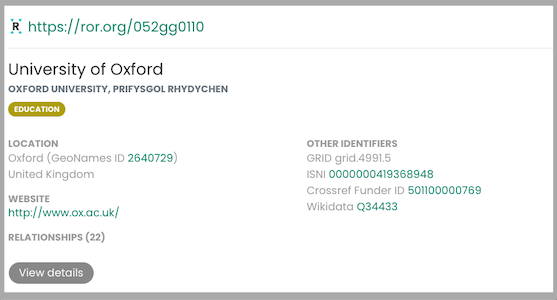 R https://ror.org/052gg0110
University of Oxford
OXFORD UNIVERSITY, PRIFYSGOL RHYDYCHEN
EDUCATION
LOCATION
Oxford (GeoNames ID 2640729)
United Kingdom
WEBSITE
http://www.ox.ac.uk/
RELATIONSHIPS (22)
OTHER IDENTIFIERS
GRID grid.4991.5
ISNI 0000000419368948
Crossref Funder ID 501100000769
Wikidata Q34433
View details